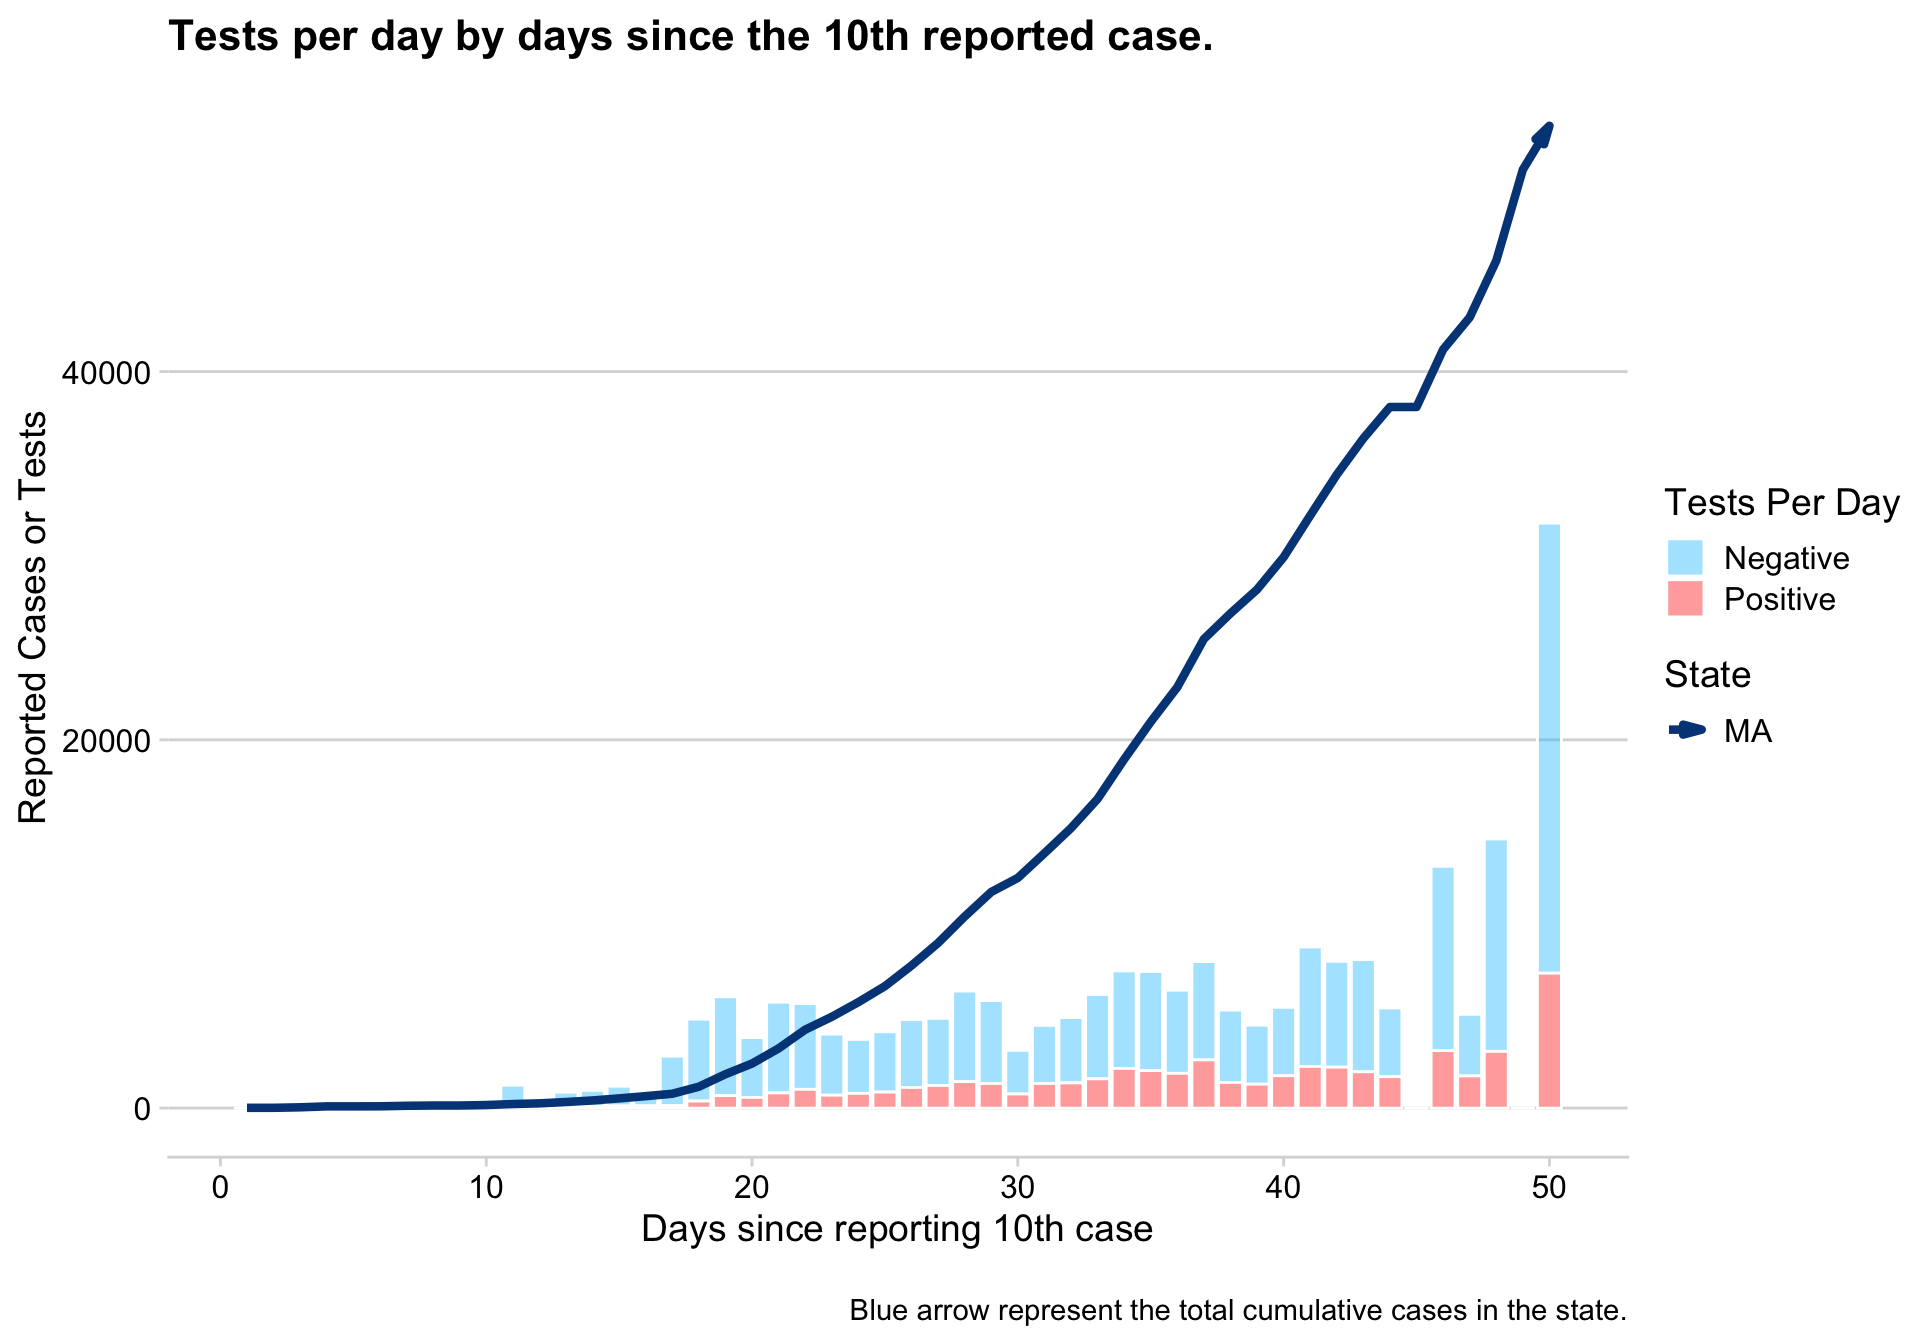 Tests per day by days since the 10th reported case.
Reported Cases or Tests
40000
20000
0
0 10 20 30 40 50
Days since reporting 10th case
Tests Per Day
Negative
Positive
State
MA
Blue arrow represent the total cumulative cases in the state.